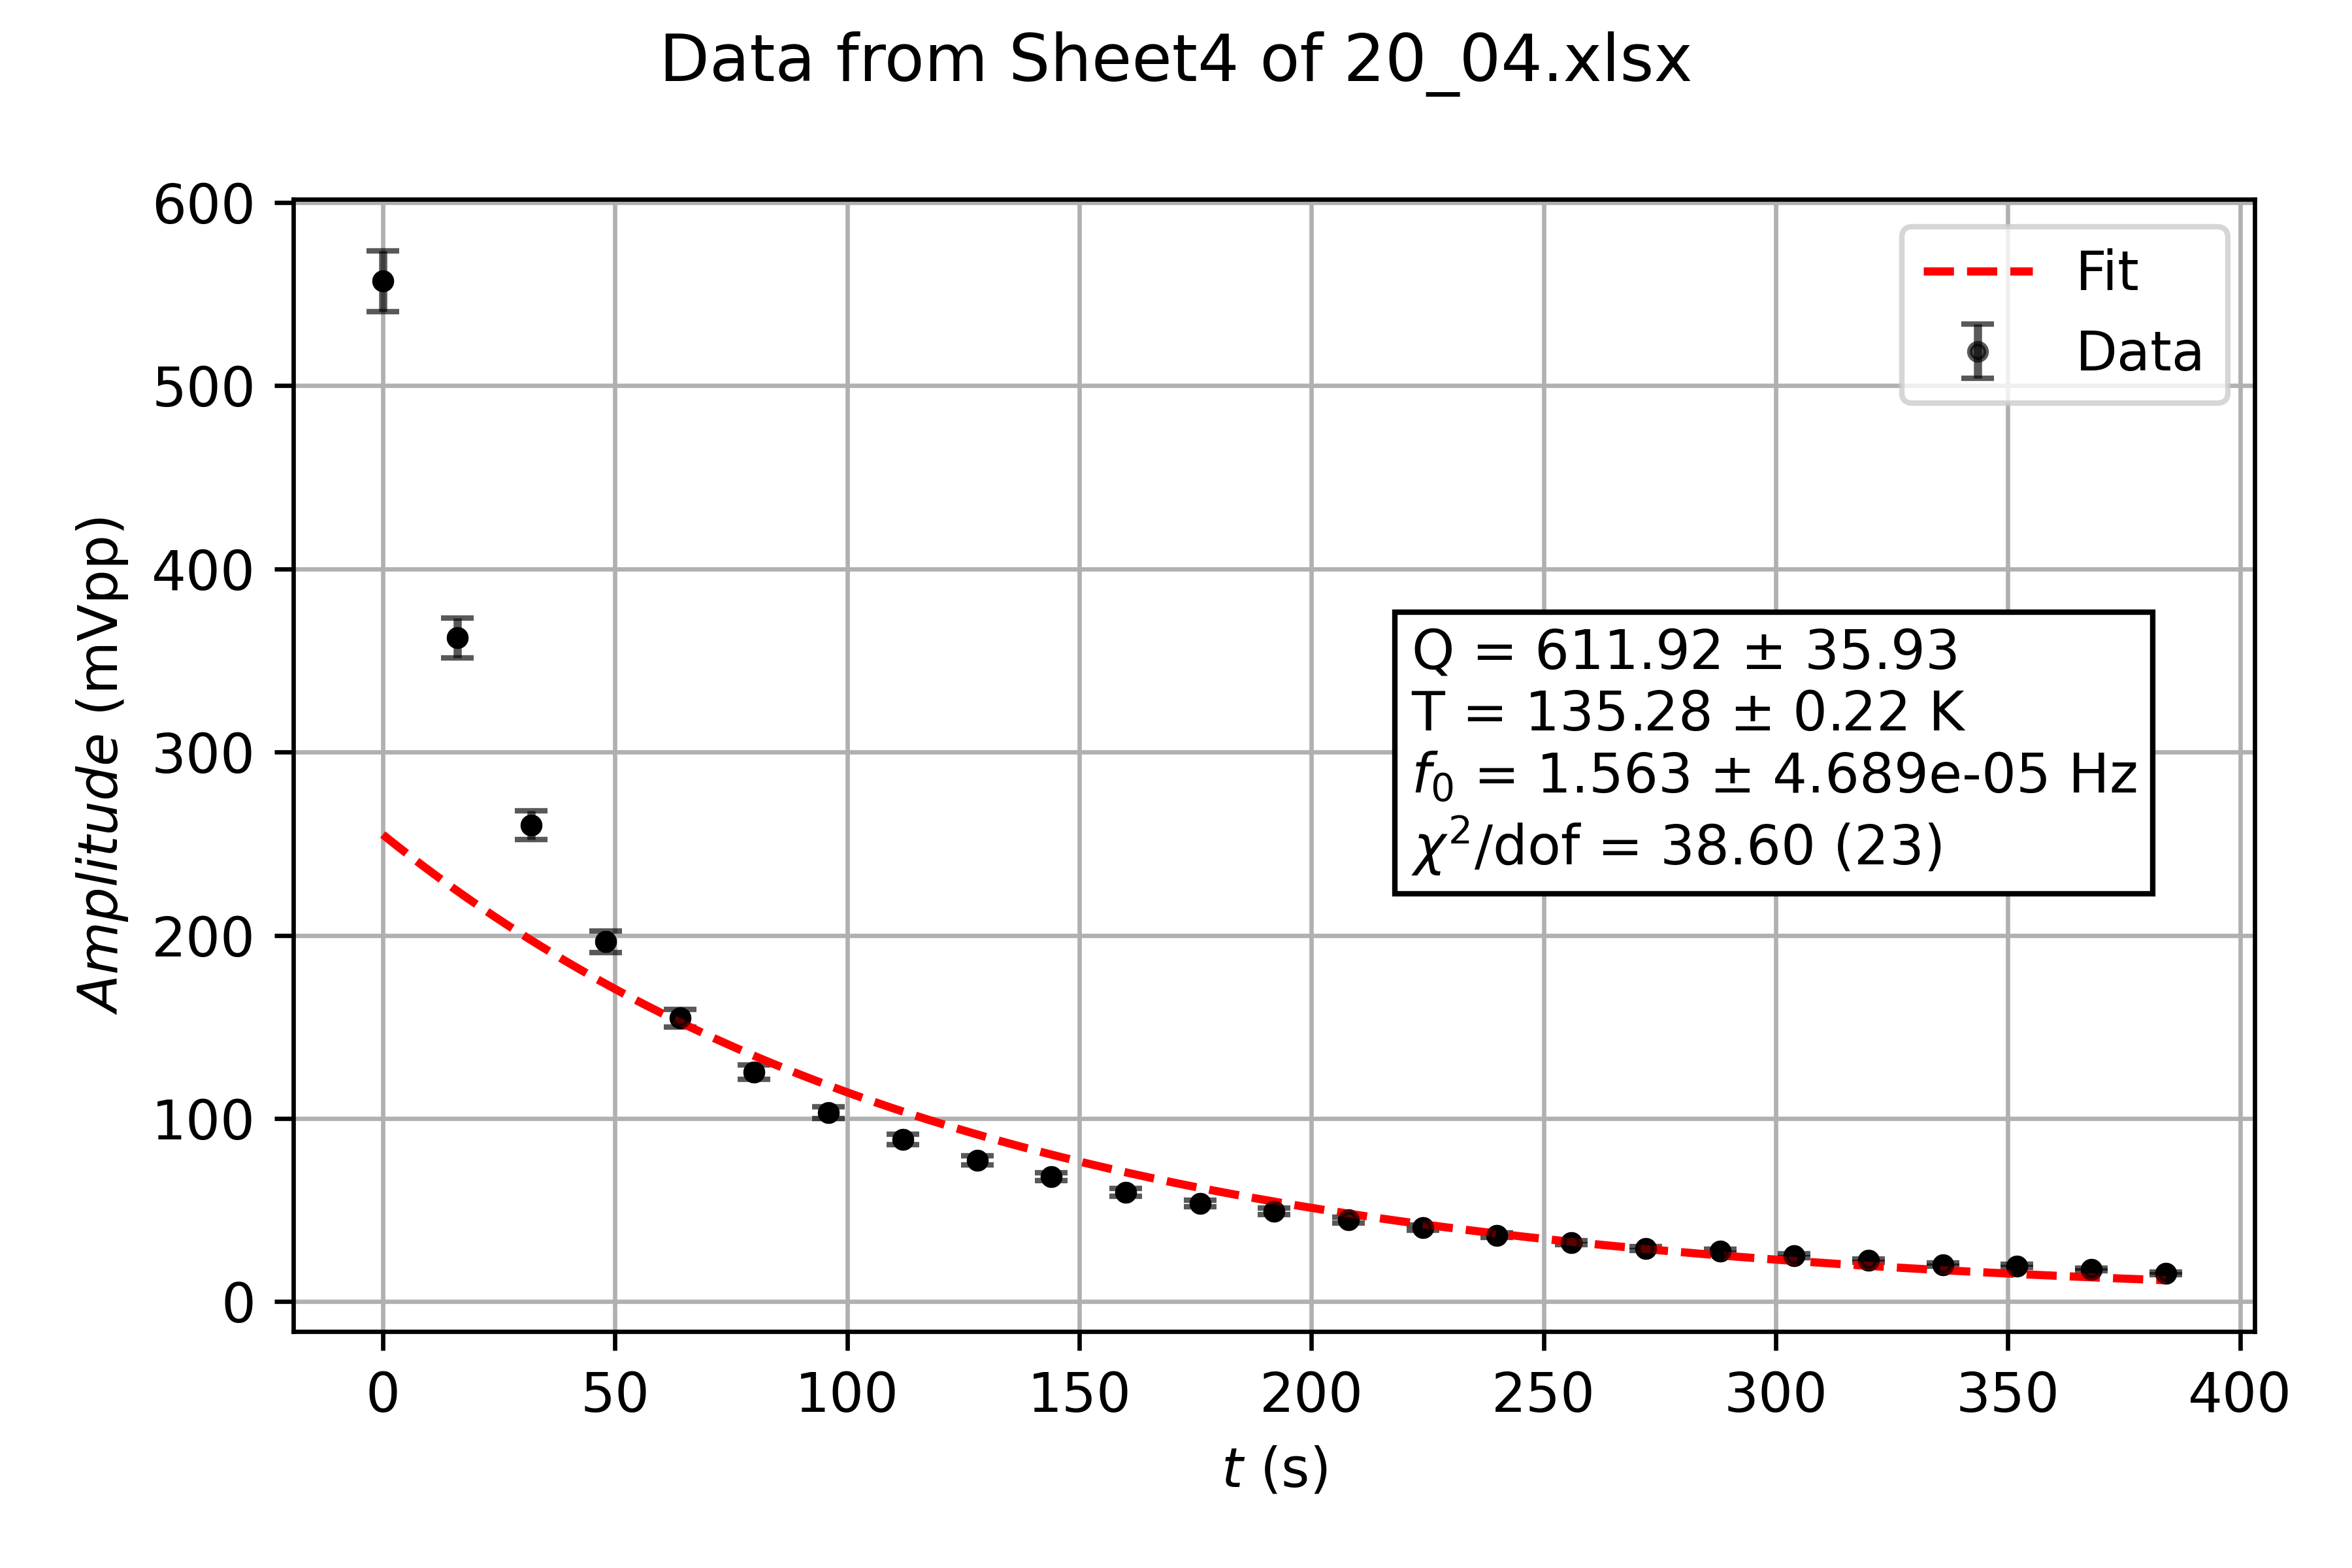 Data from Sheet4 of 20_04.xlsx
600
500
400
300
200
100
0
Amplitude (mVpp)
Fit
Data
Q = 611.92 ± 35.93
T = 135.28 ± 0.22 K
f₀ = 1.563 ± 4.689e-05 Hz
χ²/dof = 38.60 (23)
0 50 100 150 200 250 300 350 400
t (s)